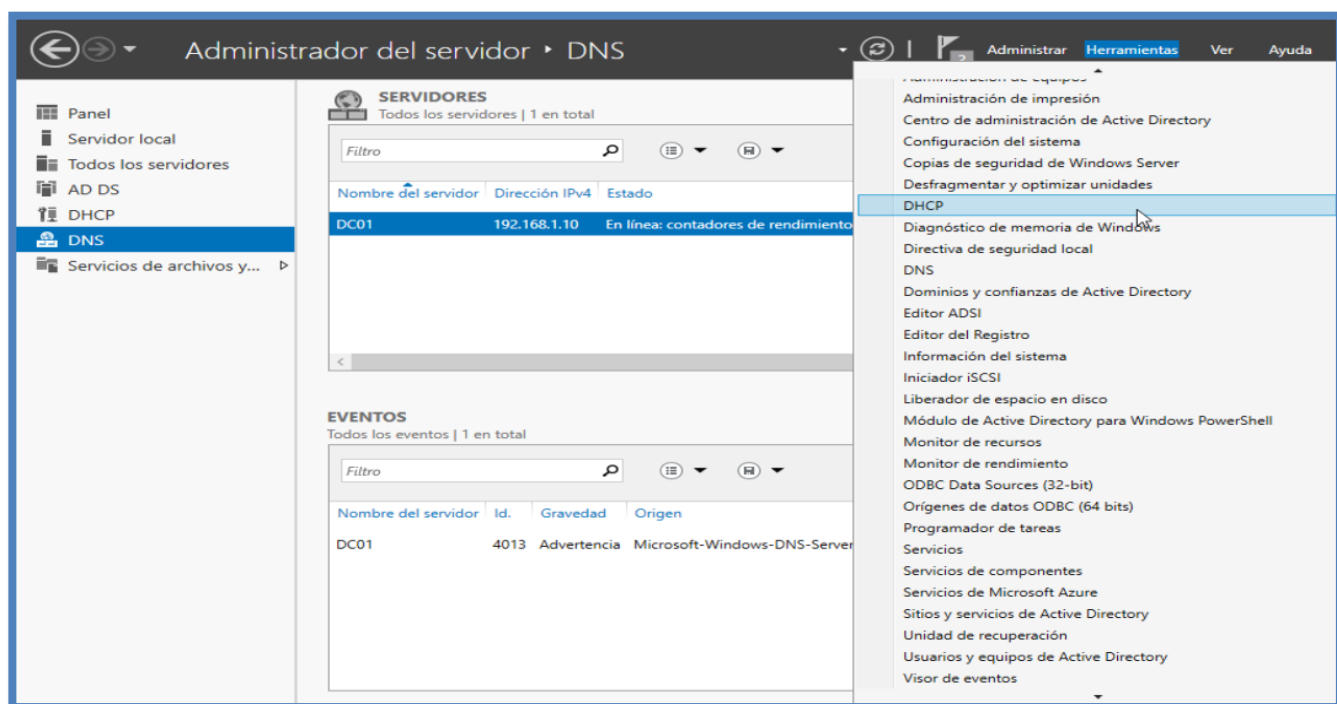 Administrador del servidor ‣ DNS
Administrar Herramientas Ver Ayuda
Panel
Servidor local
Todos los servidores
AD DS
DHCP
DNS
Servicios de archivos y...
SERVIDORES
Todos los servidores | 1 en total
Filtro
Nombre del servidor Dirección IPv4 Estado
DC01 192.168.1.10 En línea: contadores de rendimiento
EVENTOS
Todos los eventos | 1 en total
Filtro
Nombre del servidor Id. Gravedad Origen
DC01 4013 Advertencia Microsoft-Windows-DNS-Server
Administración de equipos
Administración de impresión
Centro de administración de Active Directory
Configuración del sistema
Copias de seguridad de Windows Server
Desfragmentar y optimizar unidades
DHCP
Diagnóstico de memoria de Windows
Directiva de seguridad local
DNS
Dominios y confianzas de Active Directory
Editor ADSI
Editor del Registro
Información del sistema
Iniciador iSCSI
Liberador de espacio en disco
Módulo de Active Directory para Windows PowerShell
Monitor de recursos
Monitor de rendimiento
ODBC Data Sources (32-bit)
Orígenes de datos ODBC (64 bits)
Programador de tareas
Servicios
Servicios de componentes
Servicios de Microsoft Azure
Sitios y servicios de Active Directory
Unidad de recuperación
Usuarios y equipos de Active Directory
Visor de eventos